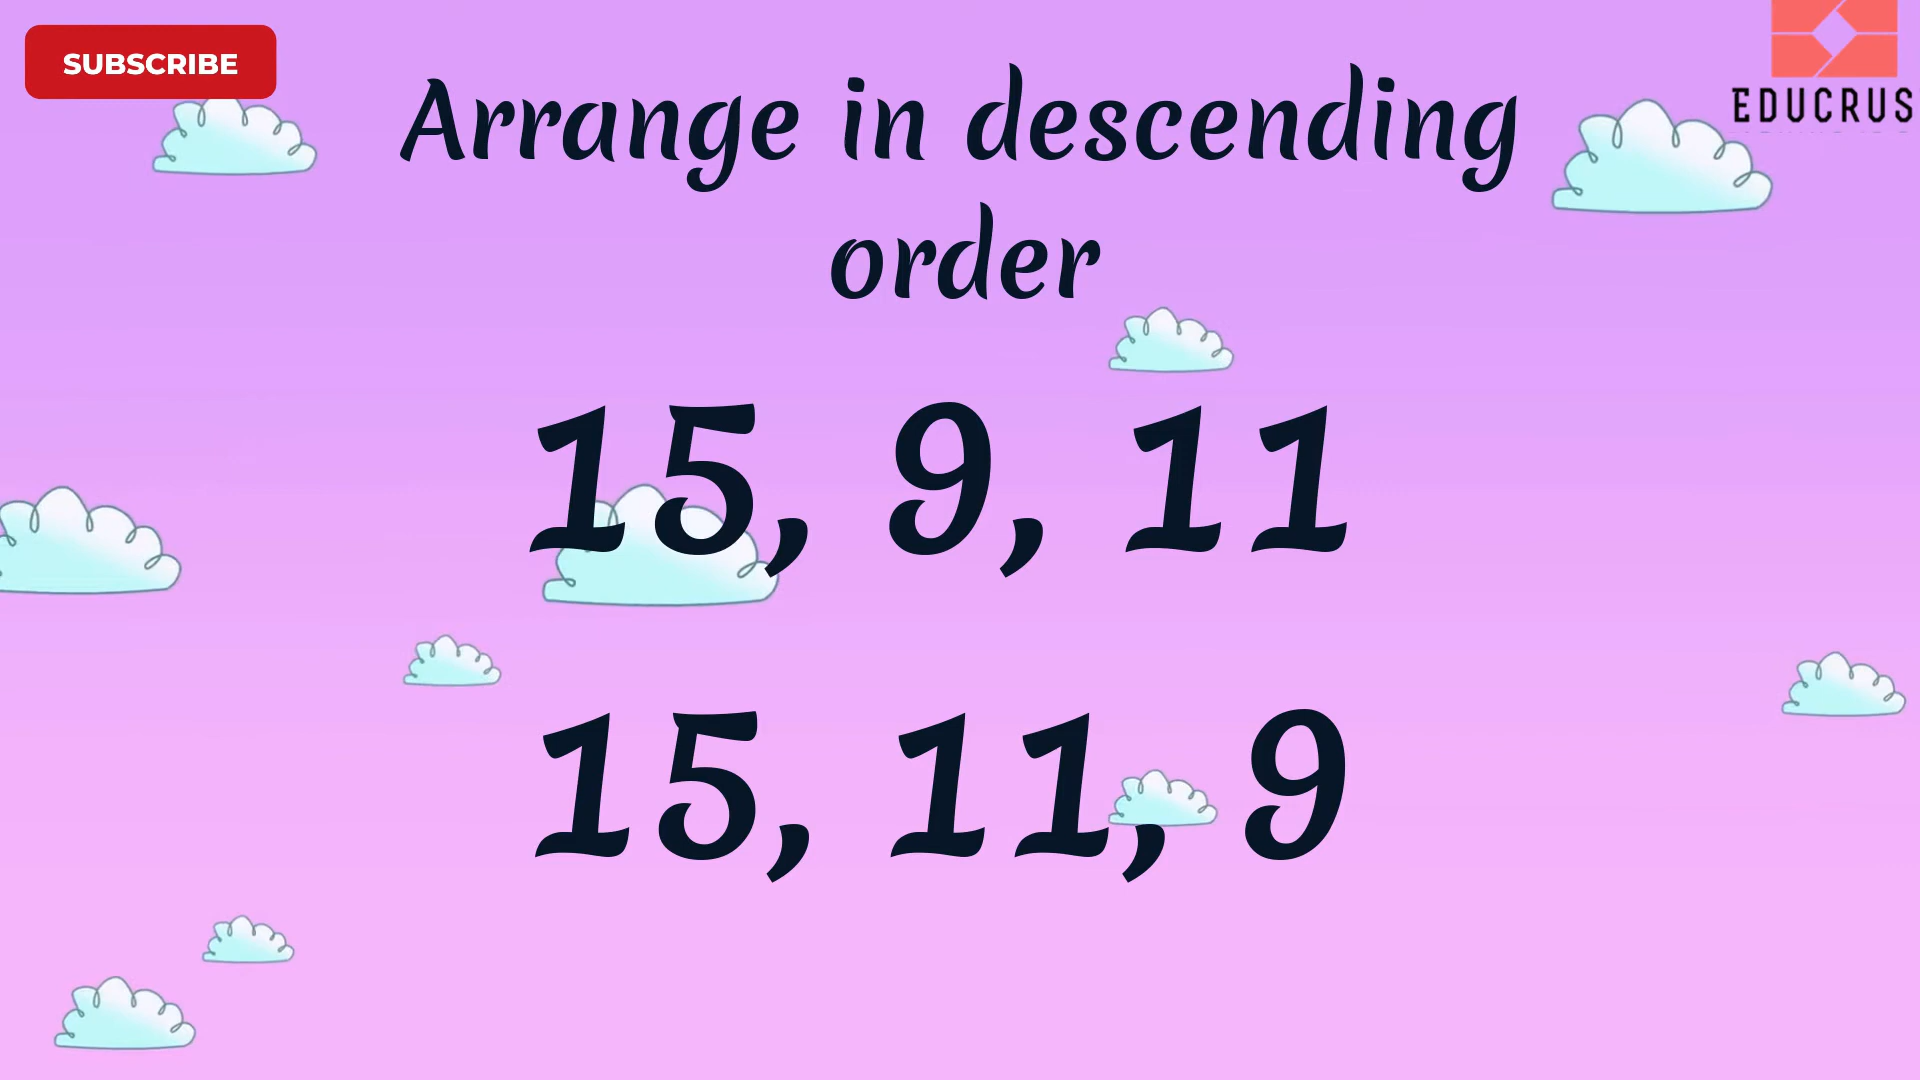 SUBSCRIBE
EDUCRUS
Arrange in descending
order
15, 9, 11
15, 11, 9